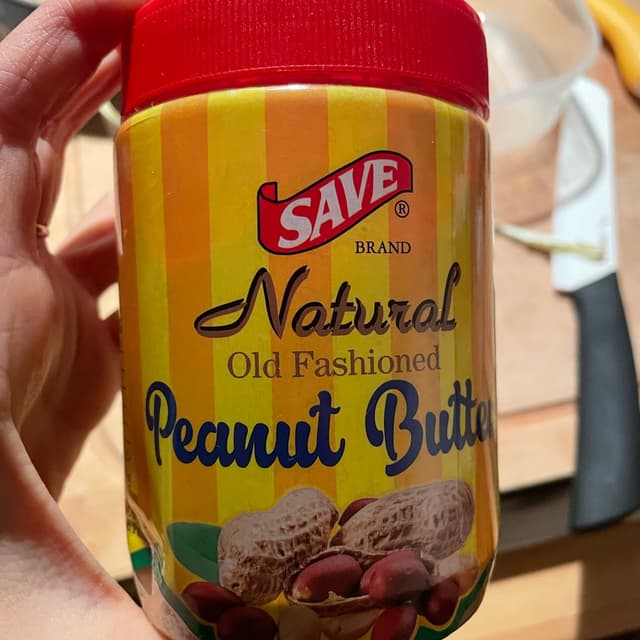 SAVE®
BRAND
Natural
Old Fashioned
Peanut Butter